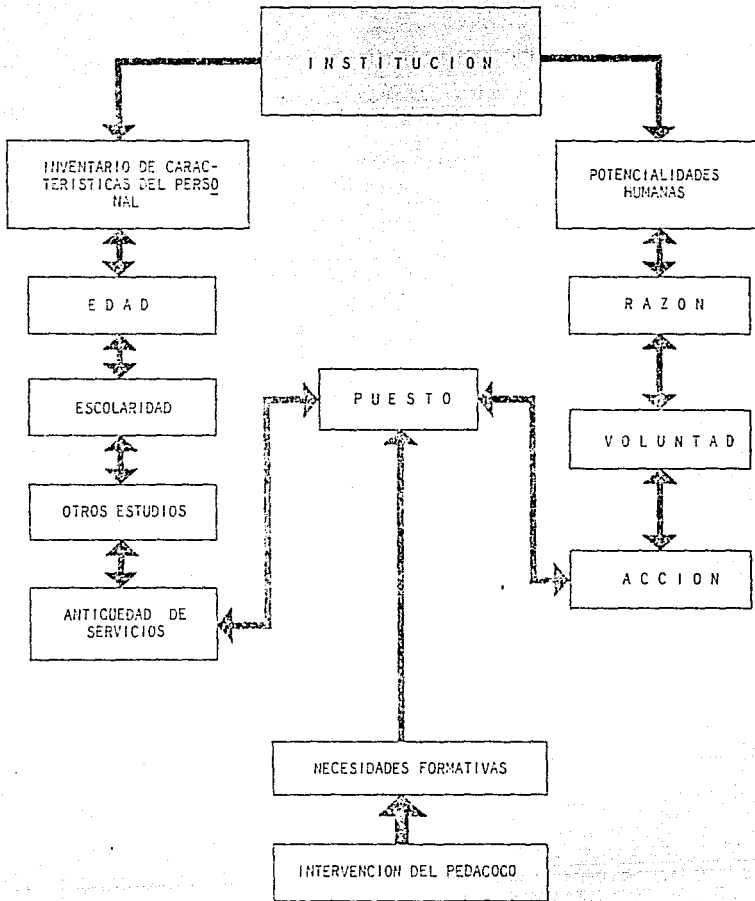 I N S T I T U C I O N
INVENTARIO DE CARAC-
TERISTICAS DEL PERSO
NAL
POTENCIALIDADES
HUMANAS
E D A D
R A Z O N
ESCOLARIDAD
P U E S T O
V O L U N T A D
OTROS ESTUDIOS
ANTIGUEDAD DE
SERVICIOS
A C C I O N
NECESIDADES FORMATIVAS
INTERVENCION DEL PEDAGOGO